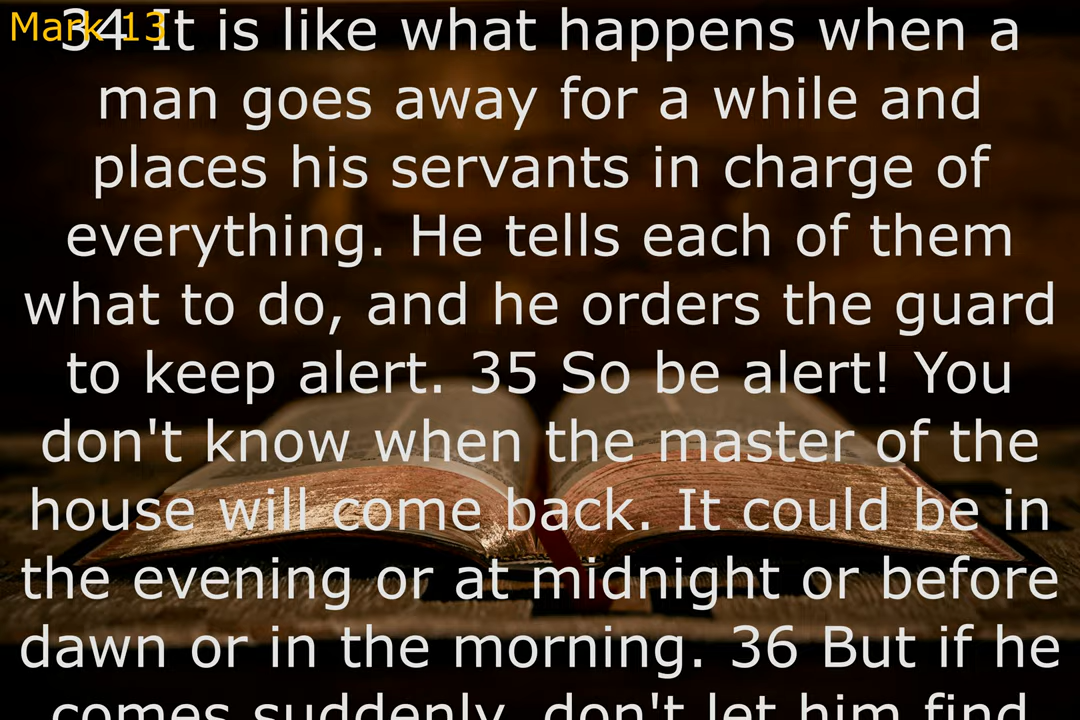 Mark 13
34 It is like what happens when a
man goes away for a while and
places his servants in charge of
everything. He tells each of them
what to do, and he orders the guard
to keep alert. 35 So be alert! You
don't know when the master of the
house will come back. It could be in
the evening or at midnight or before
dawn or in the morning. 36 But if he
comes suddenly, don't let him find